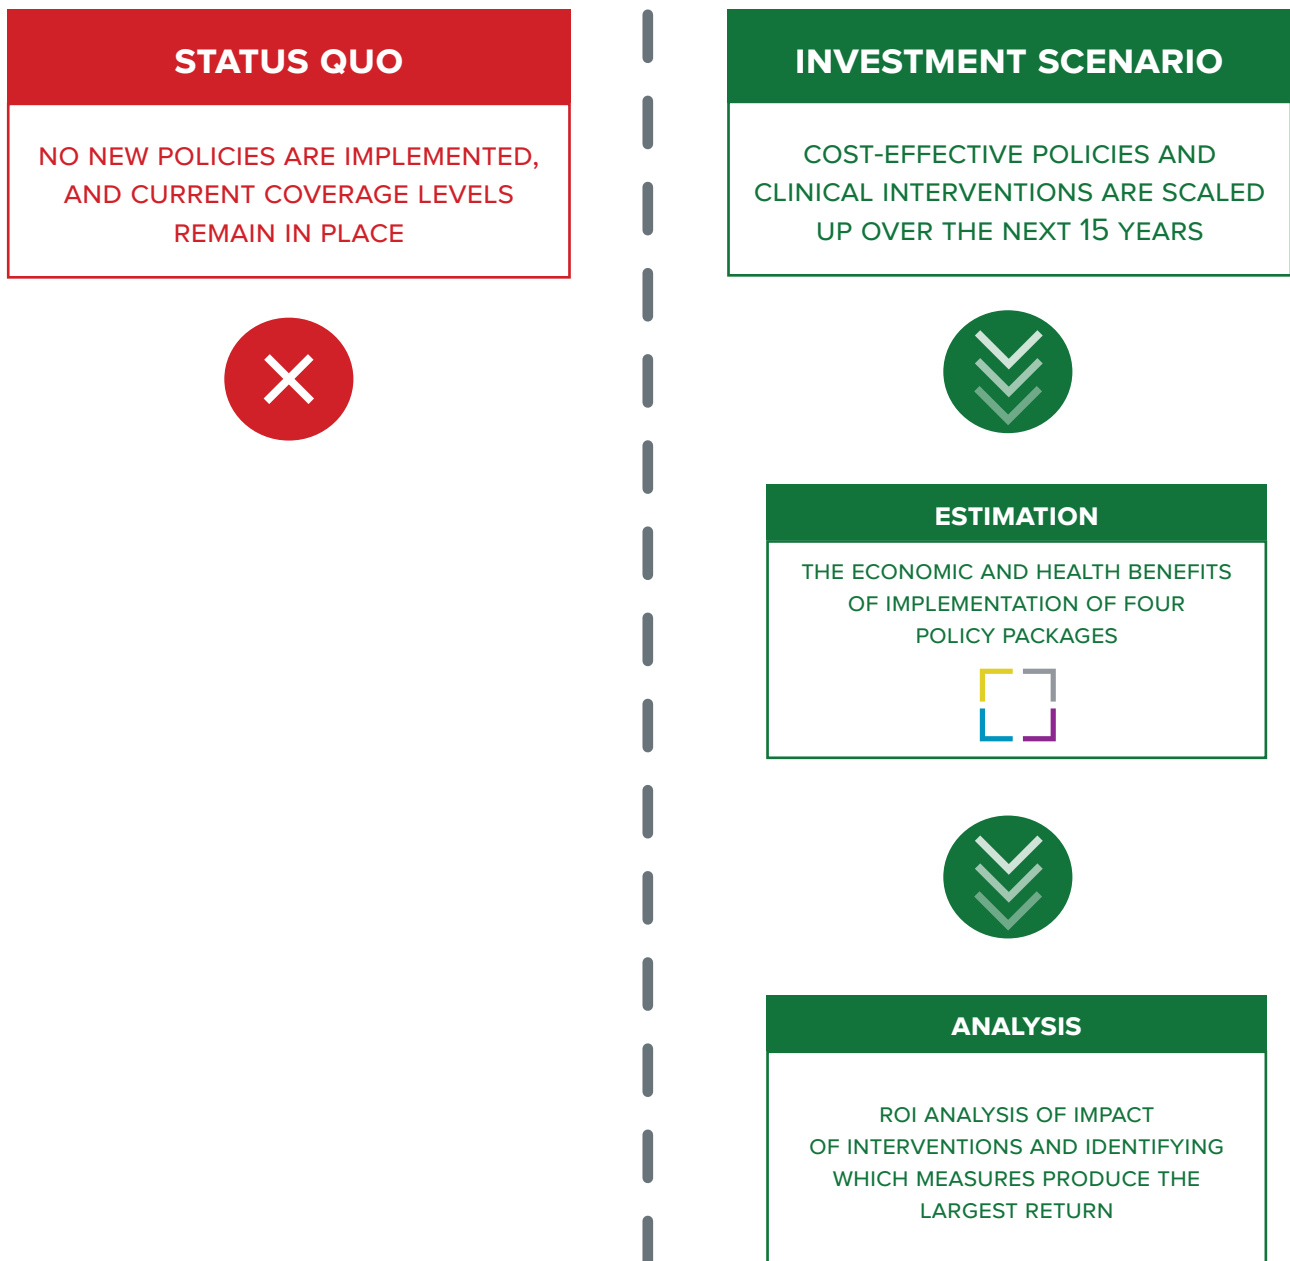 STATUS QUO
NO NEW POLICIES ARE IMPLEMENTED,
AND CURRENT COVERAGE LEVELS
REMAIN IN PLACE
INVESTMENT SCENARIO
COST-EFFECTIVE POLICIES AND
CLINICAL INTERVENTIONS ARE SCALED
UP OVER THE NEXT 15 YEARS
ESTIMATION
THE ECONOMIC AND HEALTH BENEFITS
OF IMPLEMENTATION OF FOUR
POLICY PACKAGES
ANALYSIS
ROI ANALYSIS OF IMPACT
OF INTERVENTIONS AND IDENTIFYING
WHICH MEASURES PRODUCE THE
LARGEST RETURN